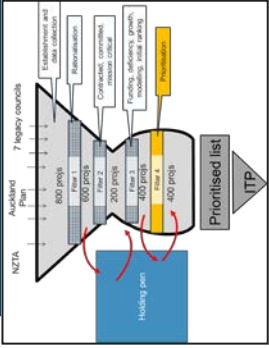 NZTA
Auckland
Plan
7 legacy councils
Establishment and
data collection
800 projs
Filter 1
Rationalisation
600 projs
Filter 2
Contracted, committed,
mission critical
200 projs
Filter 3
Funding, deficiency, growth,
modelling, initial ranking
400 projs
Filter 4
Prioritisation
400 projs
Holding pen
Prioritised list
ITP